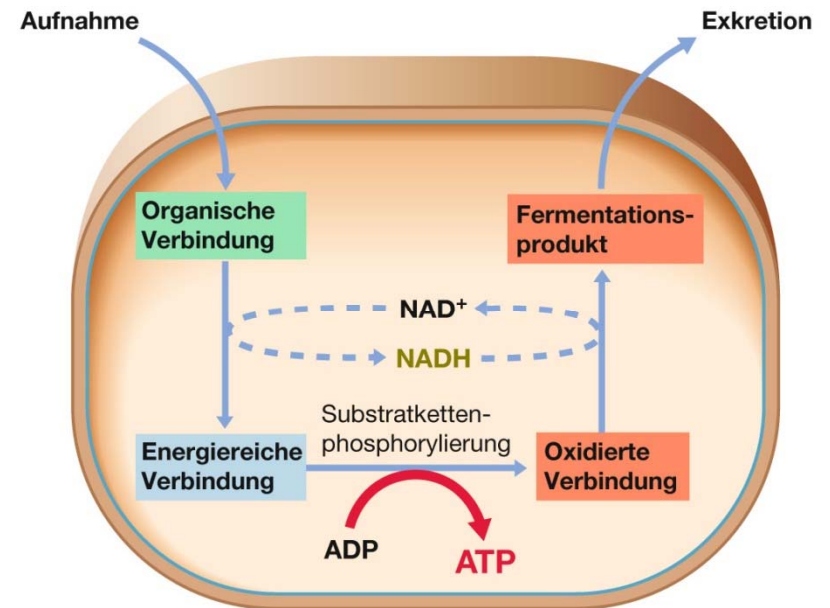 Aufnahme
Exkretion
Organische
Verbindung
Fermentations-
produkt
NAD⁺
NADH
Substratketten-
phosphorylierung
Energiereiche
Verbindung
Oxidierte
Verbindung
ADP
ATP